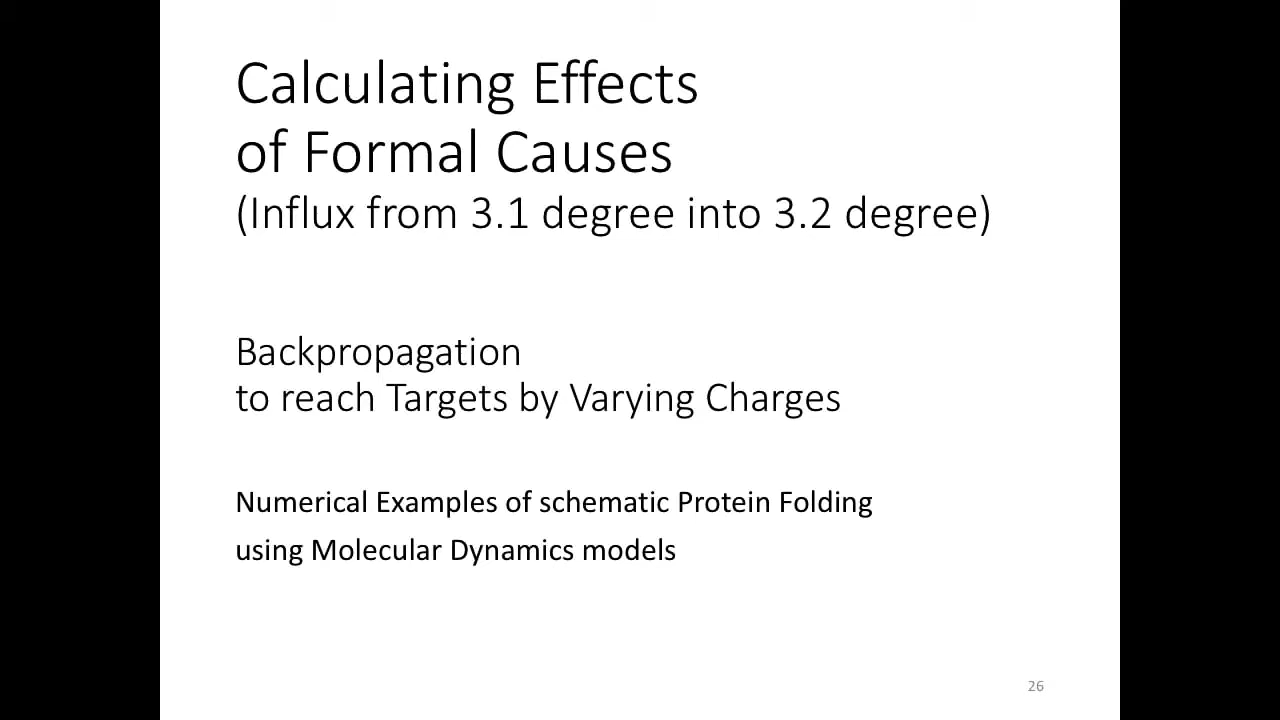 Calculating Effects
of Formal Causes
(Influx from 3.1 degree into 3.2 degree)
Backpropagation
to reach Targets by Varying Charges
Numerical Examples of schematic Protein Folding
using Molecular Dynamics models
26